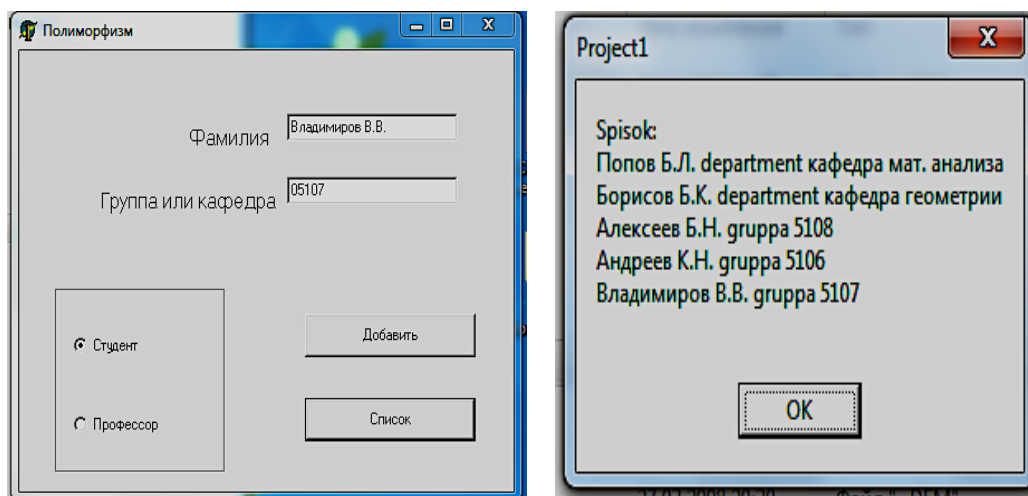 Полиморфизм
Фамилия
Владимиров В.В.
Группа или кафедра
05107
Студент
Профессор
Добавить
Список
Project1
Spisok:
Попов Б.Л. department кафедра мат. анализа
Борисов Б.К. department кафедра геометрии
Алексеев Б.Н. gruppa 5108
Андреев К.Н. gruppa 5106
Владимиров В.В. gruppa 5107
OK